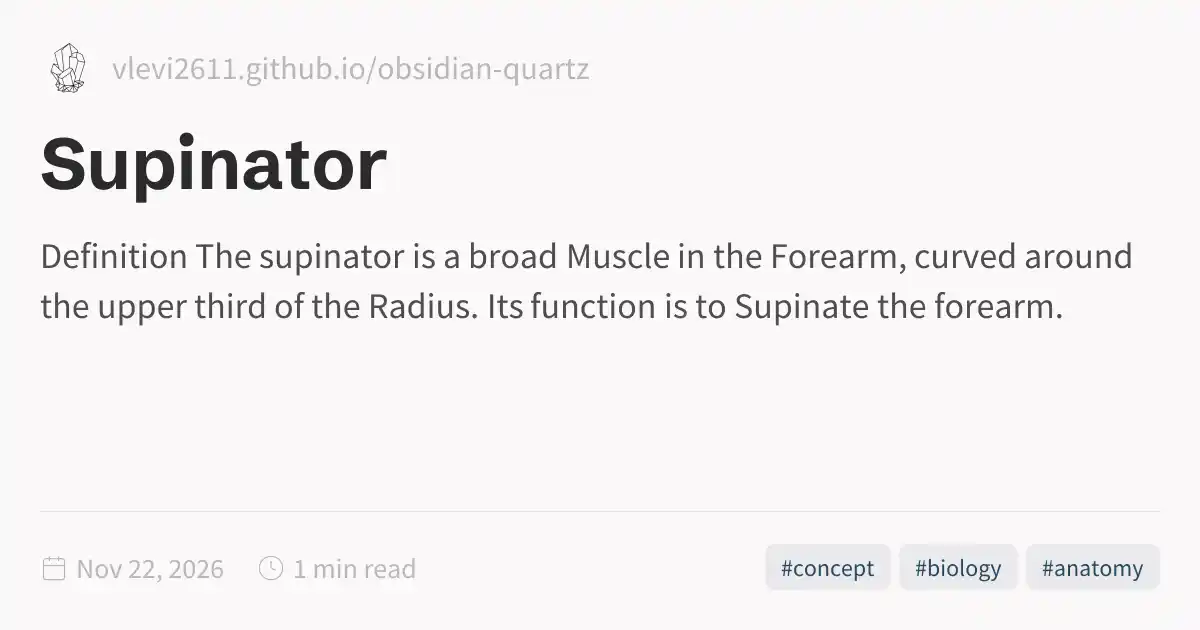 vlevi2611.github.io/obsidian-quartz
Supinator
Definition The supinator is a broad Muscle in the Forearm, curved around
the upper third of the Radius. Its function is to Supinate the forearm.
Nov 22, 2026 1 min read #concept #biology #anatomy